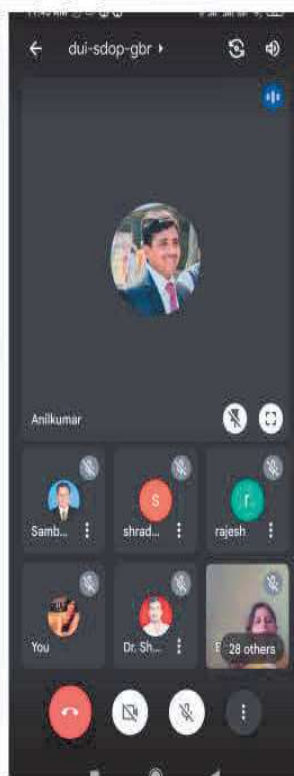 dui-sdop-gbr
Anilkumar
Samb...
shrad...
rajesh
You
Dr. Sh...
28 others